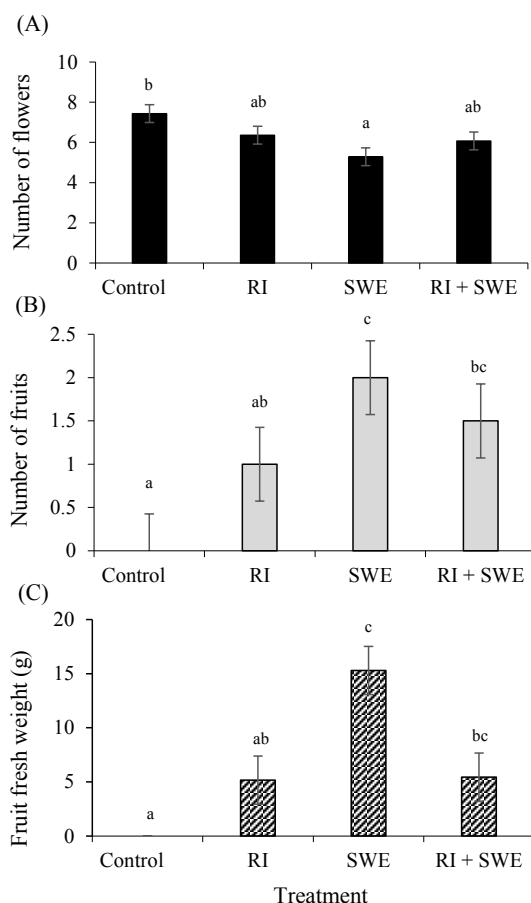 (A)
Number of flowers
10
8
6
4
2
0
b
ab
a
ab
Control RI SWE RI + SWE
(B)
Number of fruits
2.5
2
1.5
1
0.5
0
a
ab
c
bc
Control RI SWE RI + SWE
(C)
Fruit fresh weight (g)
20
15
10
5
0
a
ab
c
bc
Control RI SWE RI + SWE
Treatment